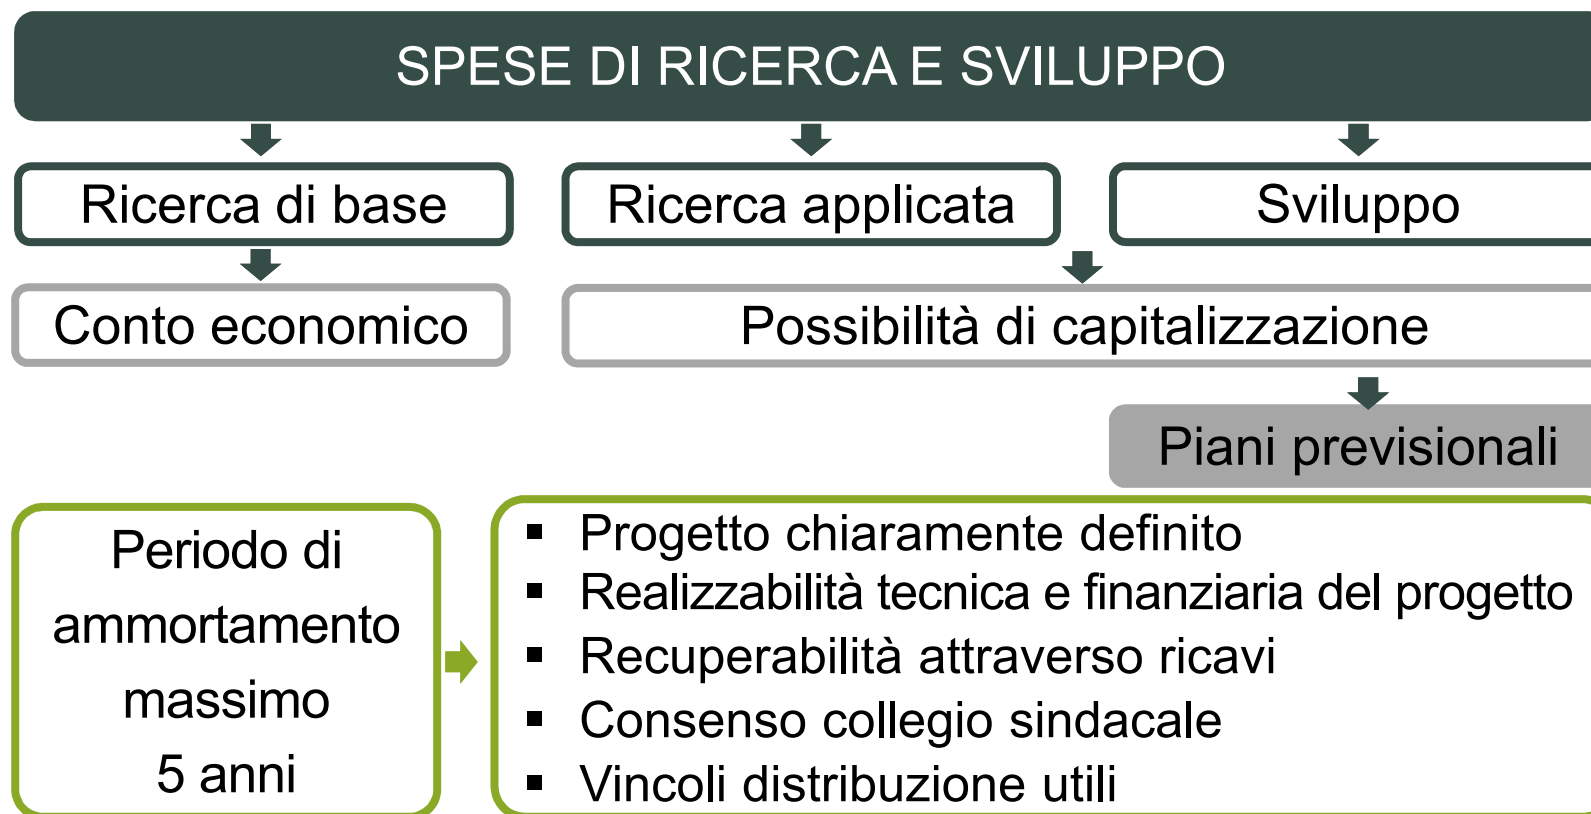 SPESE DI RICERCA E SVILUPPO
Ricerca di base
Ricerca applicata
Sviluppo
Conto economico
Possibilità di capitalizzazione
Piani previsionali
Periodo di
ammortamento
massimo
5 anni
▪ Progetto chiaramente definito
▪ Realizzabilità tecnica e finanziaria del progetto
▪ Recuperabilità attraverso ricavi
▪ Consenso collegio sindacale
▪ Vincoli distribuzione utili